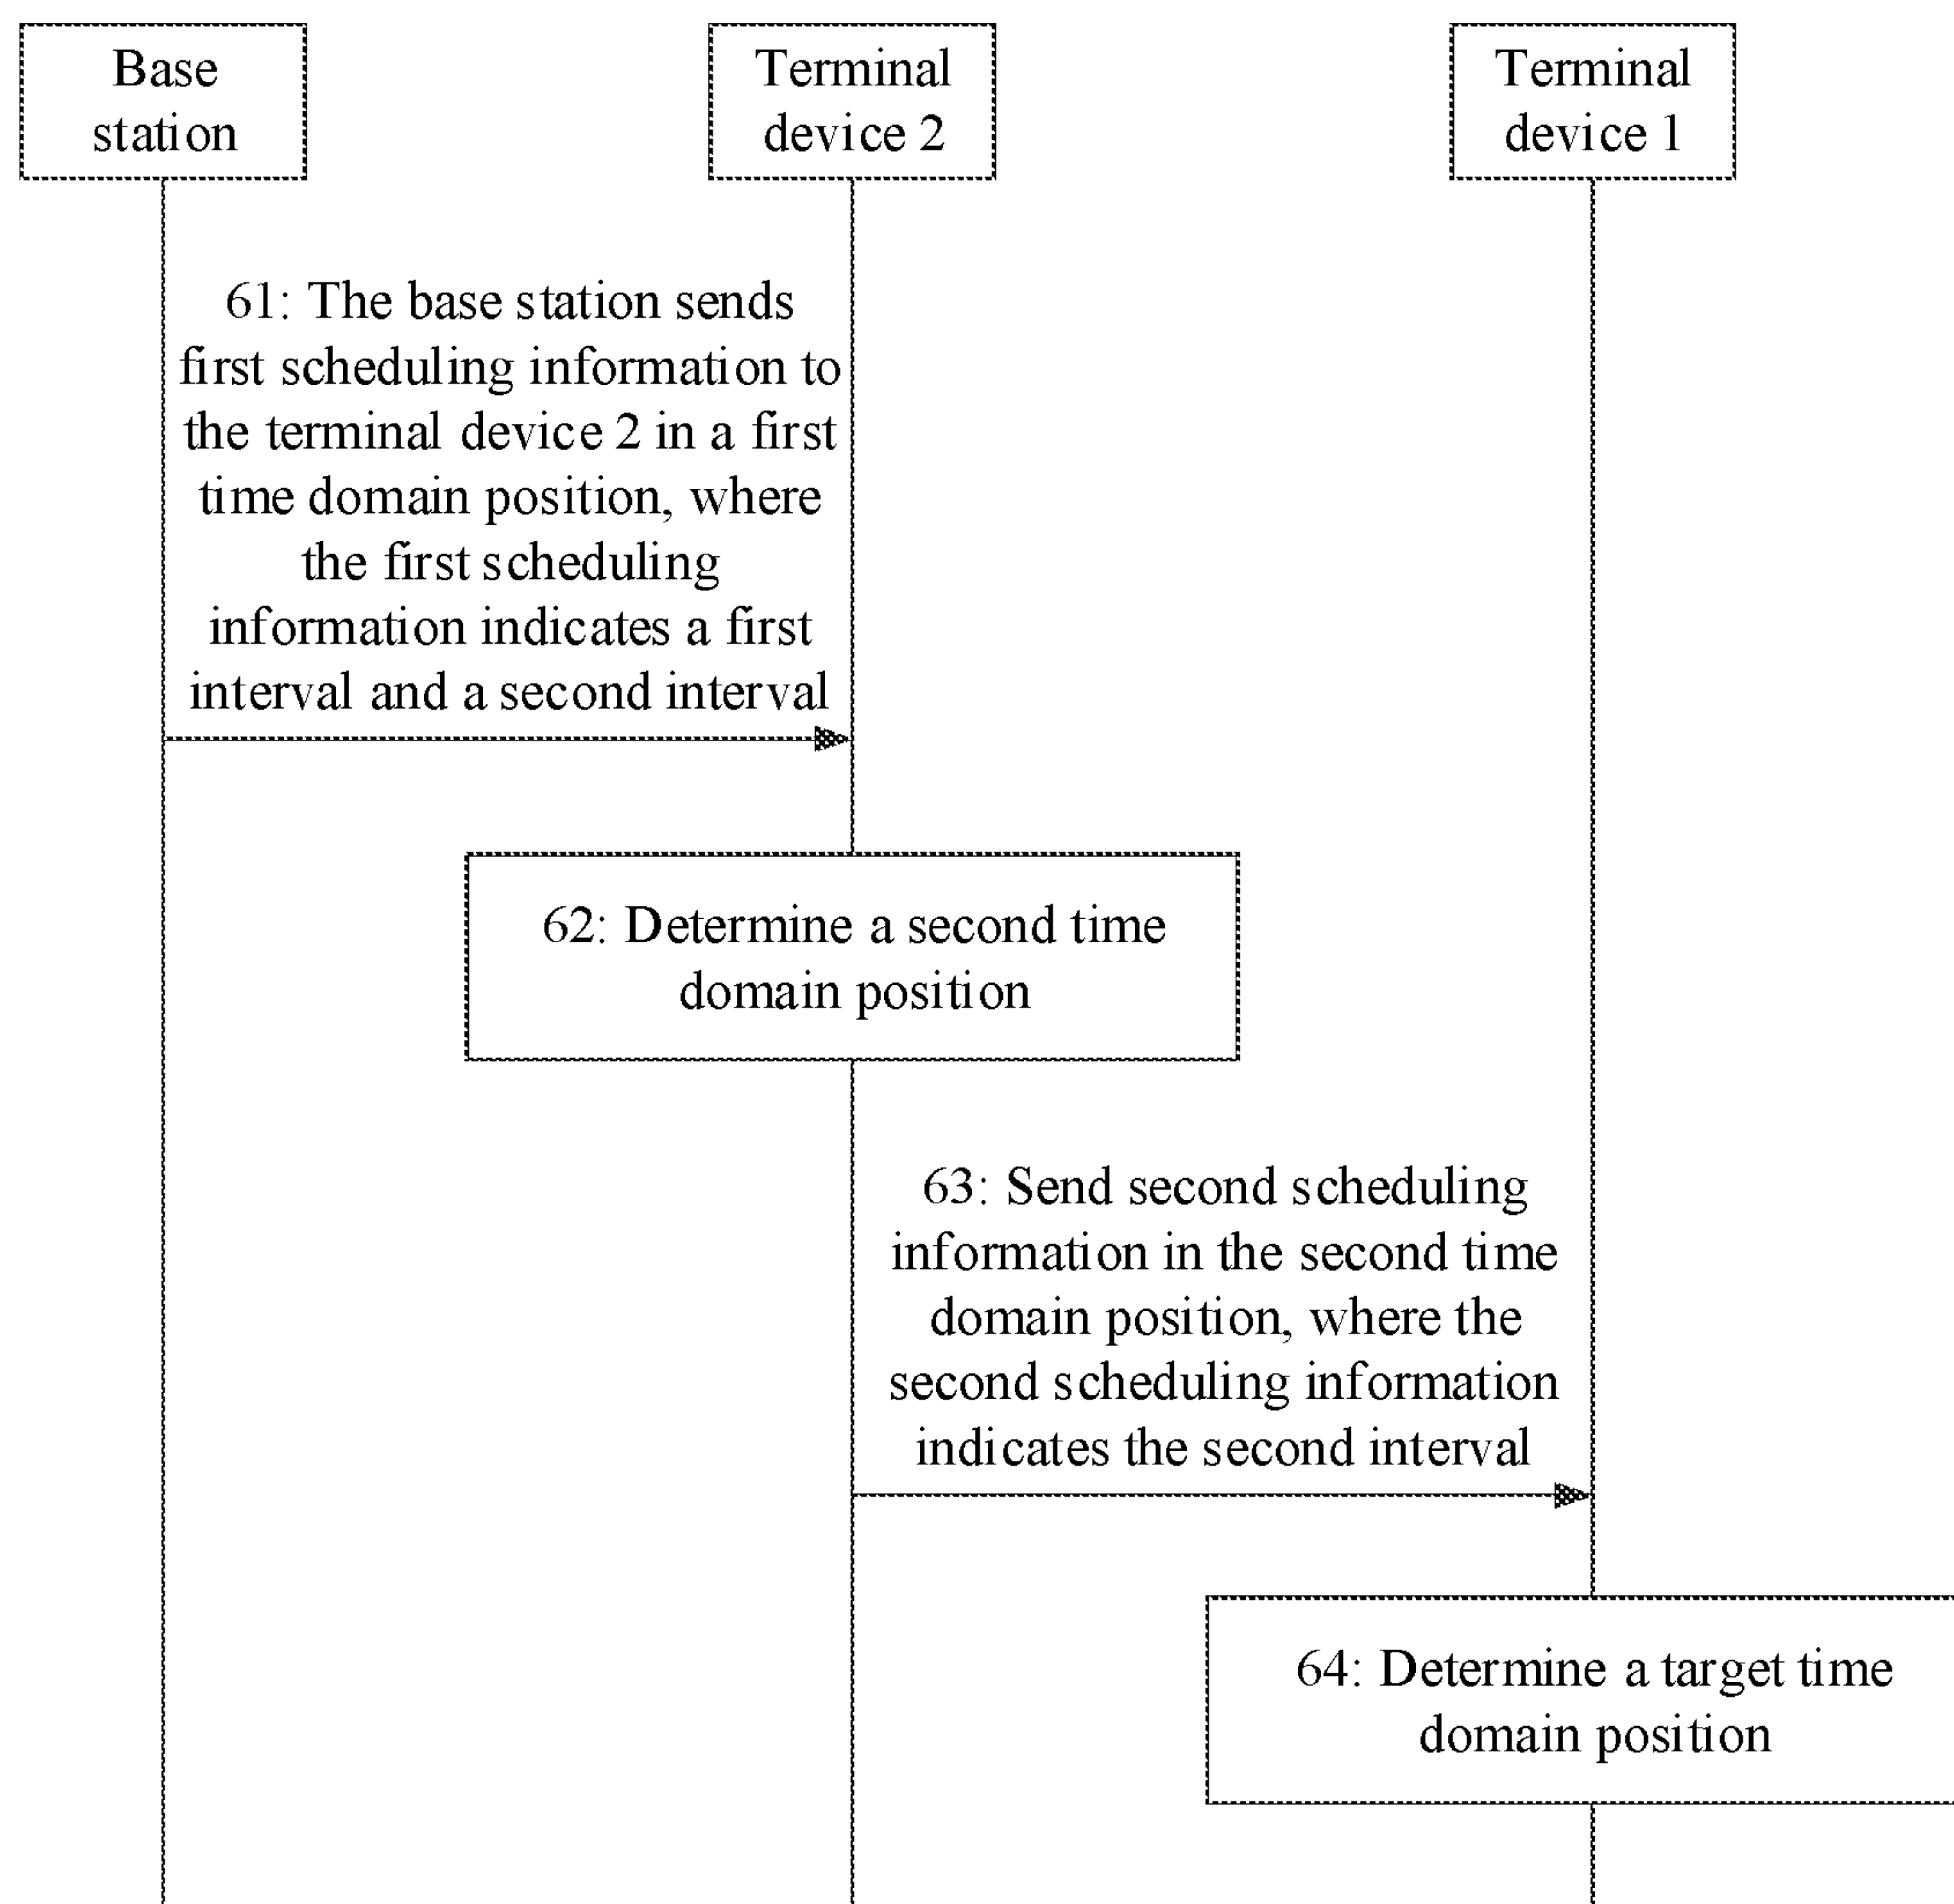 Base
station
Terminal
device 2
Terminal
device 1
61: The base station sends
first scheduling information to
the terminal device 2 in a first
time domain position, where
the first scheduling
information indicates a first
interval and a second interval
62: Determine a second time
domain position
63: Send second scheduling
information in the second time
domain position, where the
second scheduling information
indicates the second interval
64: Determine a target time
domain position